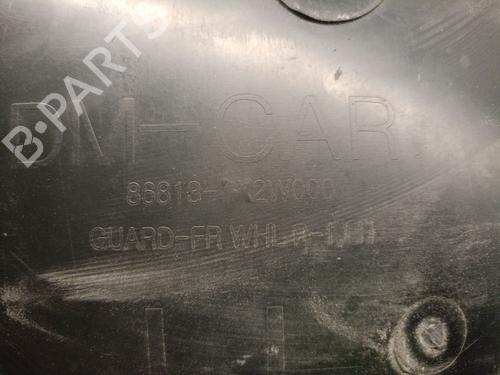 B·PARTS
DM-CAR
86813-
GUARD-FR WHL